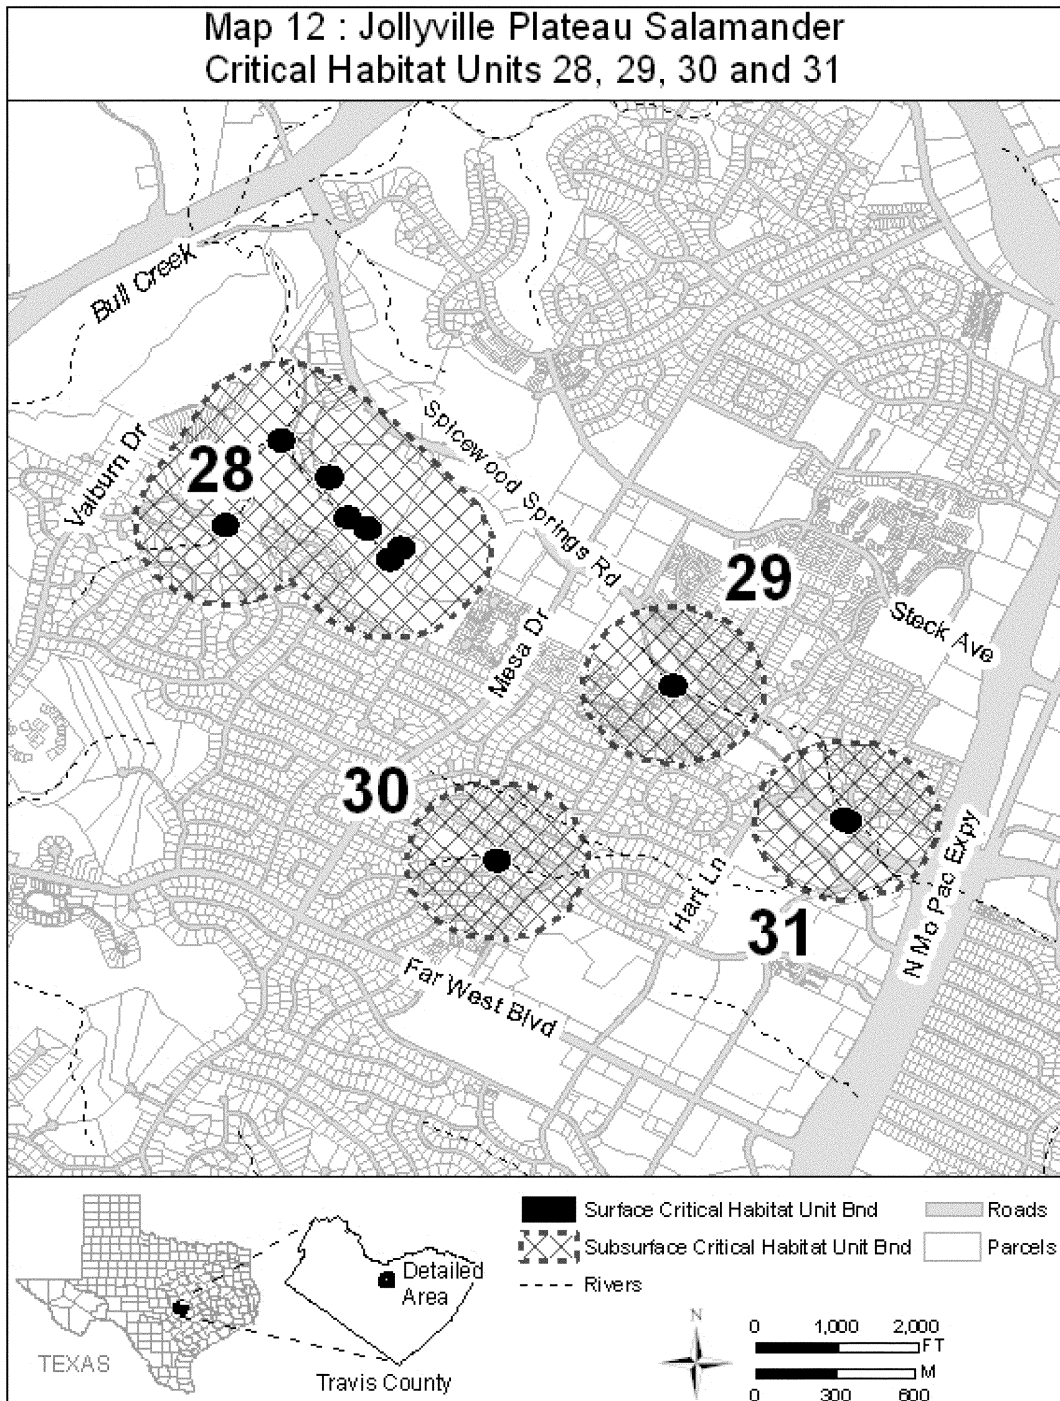 Map 12 : Jollyville Plateau Salamander
Critical Habitat Units 28, 29, 30 and 31
Bull Creek
Valburn Dr
28
Spicewood Springs Rd
29
Steck Ave
Mesa Dr
30
Hart Ln
31
N Mo Pac Expy
Far West Blvd
Surface Critical Habitat Unit Bnd
Roads
Subsurface Critical Habitat Unit Bnd
Parcels
Rivers
Detailed
Area
TEXAS
Travis County
N
0 1,000 2,000
FT
M
0 300 600